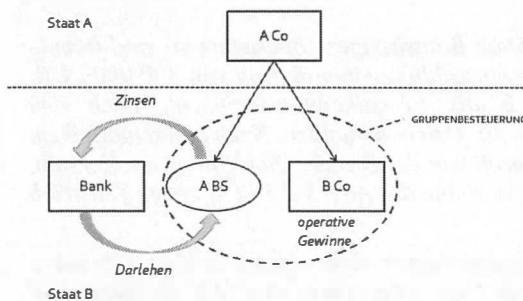 Staat A
A Co
Zinsen
GRUPPENBESTEUERUNG
Bank
A BS
B Co
operative
Gewinne
Darlehen
Staat B